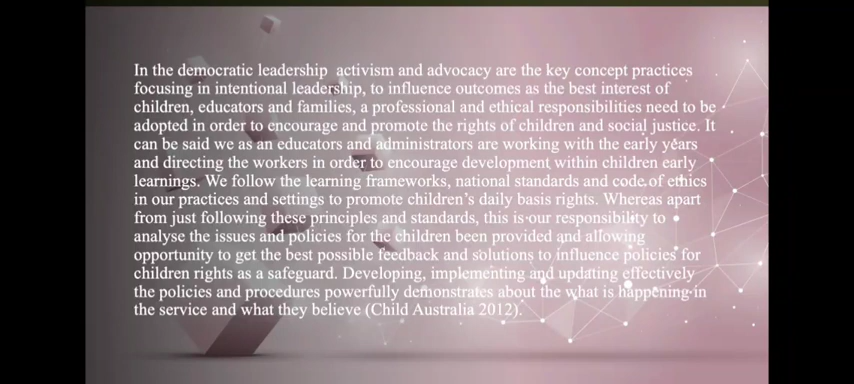 In the democratic leadership activism and advocacy are the key concept practices
focusing in intentional leadership, to influence outcomes as the best interest of
children, educators and families, a professional and ethical responsibilities need to be
adopted in order to encourage and promote the rights of children and social justice. It
can be said we as an educators and administrators are working with the early years
and directing the workers in order to encourage development within children early
learnings. We follow the learning frameworks, national standards and code of ethics
in our practices and settings to promote children's daily basis rights. Whereas apart
from just following these principles and standards, this is our responsibility to
analyse the issues and policies for the children been provided and allowing
opportunity to get the best possible feedback and solutions to influence policies for
children rights as a safeguard. Developing, implementing and updating effectively
the policies and procedures powerfully demonstrates about the what is happening in
the service and what they believe (Child Australia 2012).